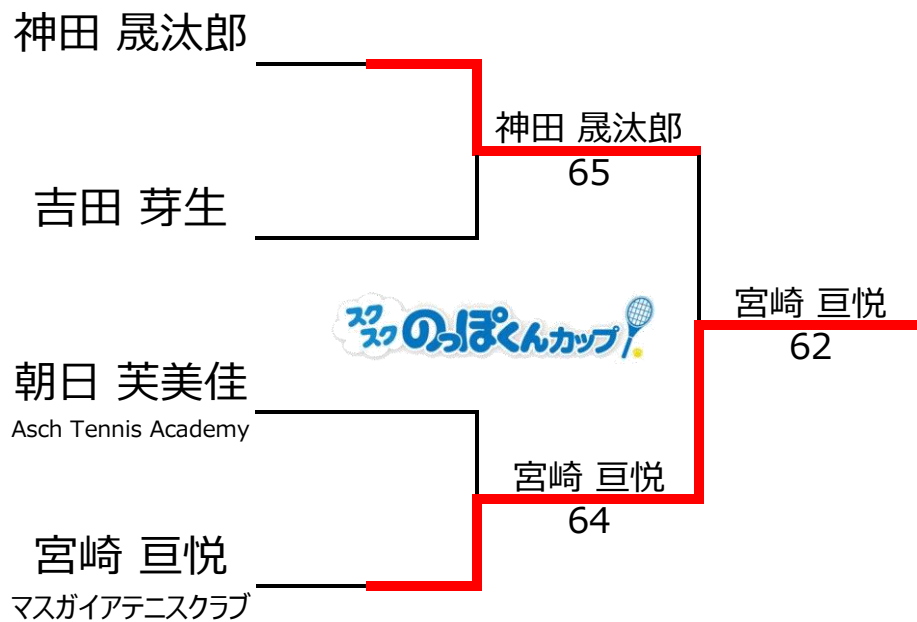 神田 晟汰郎
神田 晟汰郎
65
吉田 芽生
スク
スク のっぽくんカップ
宮崎 亘悦
62
朝日 芙美佳
Asch Tennis Academy
宮崎 亘悦
64
宮崎 亘悦
マスガイアテニスクラブ